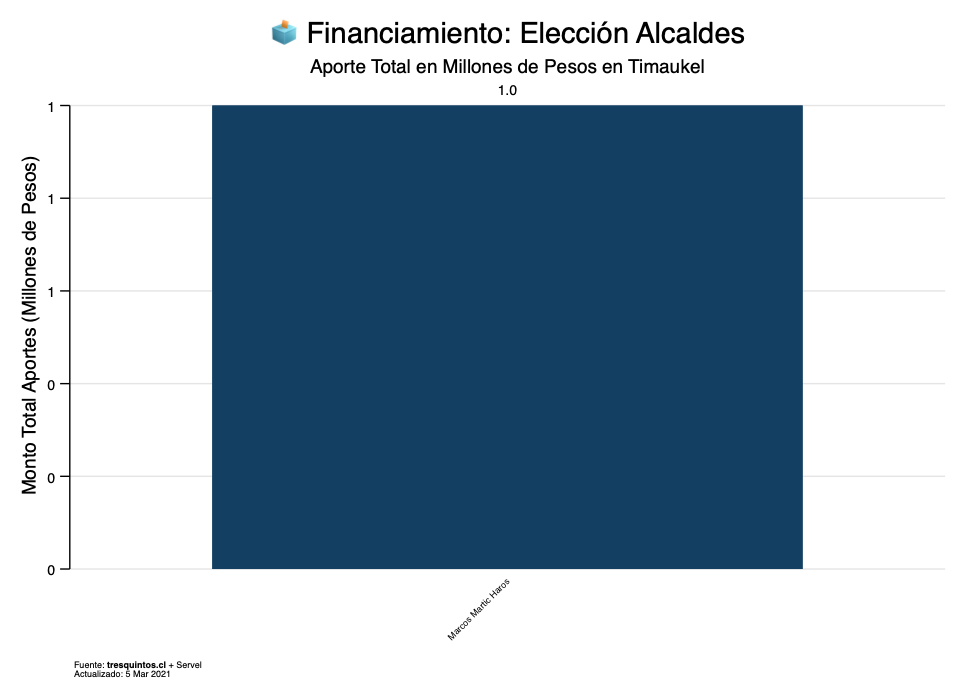 🗳️ Financiamiento: Elección Alcaldes
Aporte Total en Millones de Pesos en Timaukel
1.0
Monto Total Aportes (Millones de Pesos)
1
1
1
0
0
0
Marcos Martic Haros
Fuente: tresquintos.cl + Servel
Actualizado: 5 Mar 2021